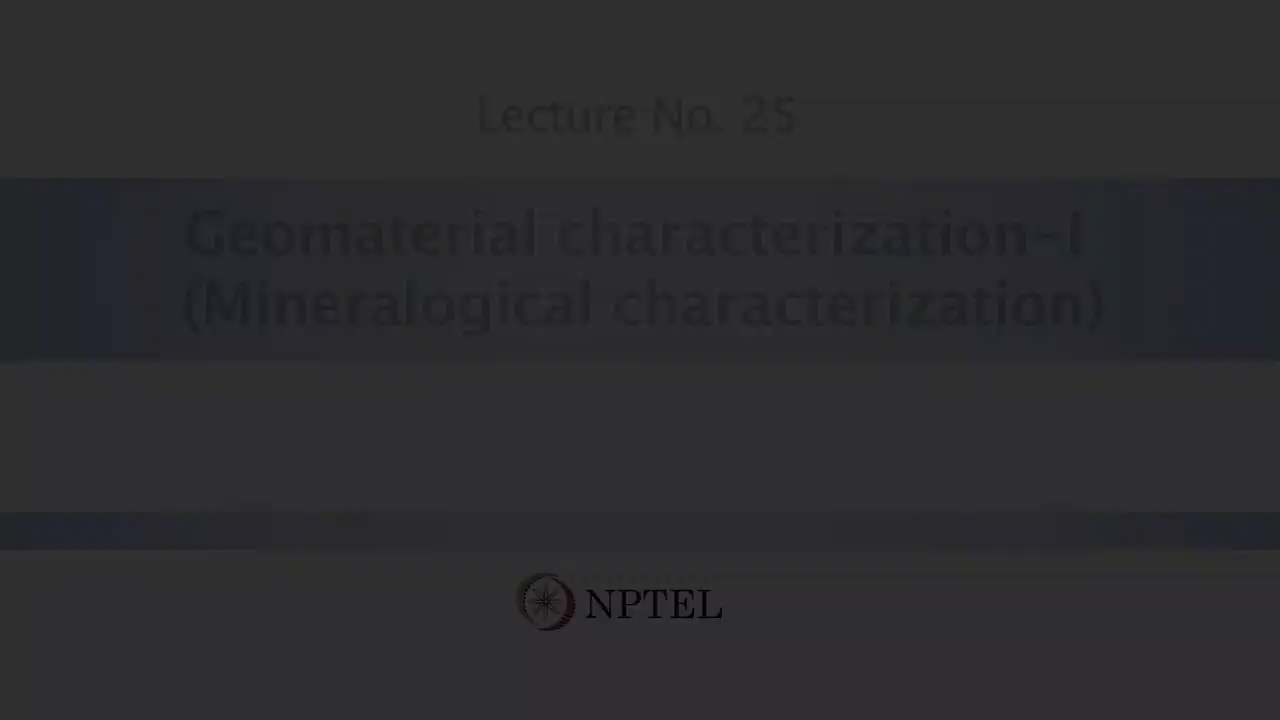 Lecture No. 25
Geomaterial characterization-I
(Mineralogical characterization)
NPTEL